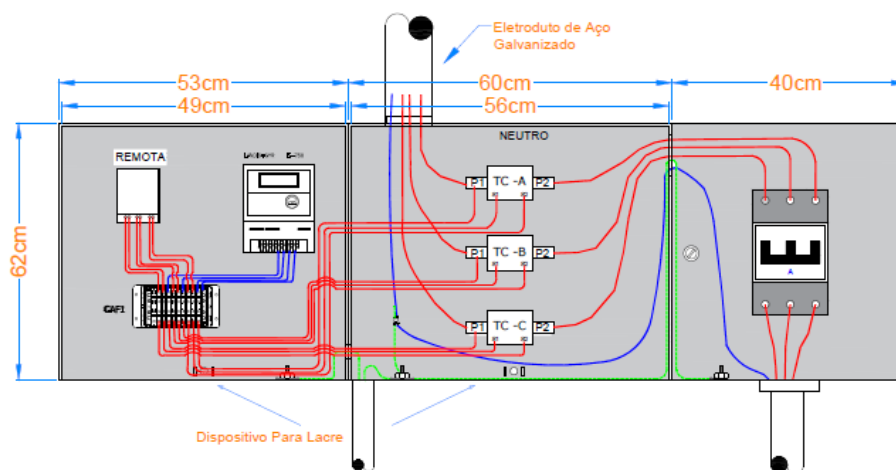 Eletroduto de Aço
Galvanizado
53cm
60cm
40cm
49cm
56cm
62cm
NEUTRO
REMOTA
P1 TC -A P2
P1 TC -B P2
P1 TC -C P2
A
CAFI
Dispositivo Para Lacre